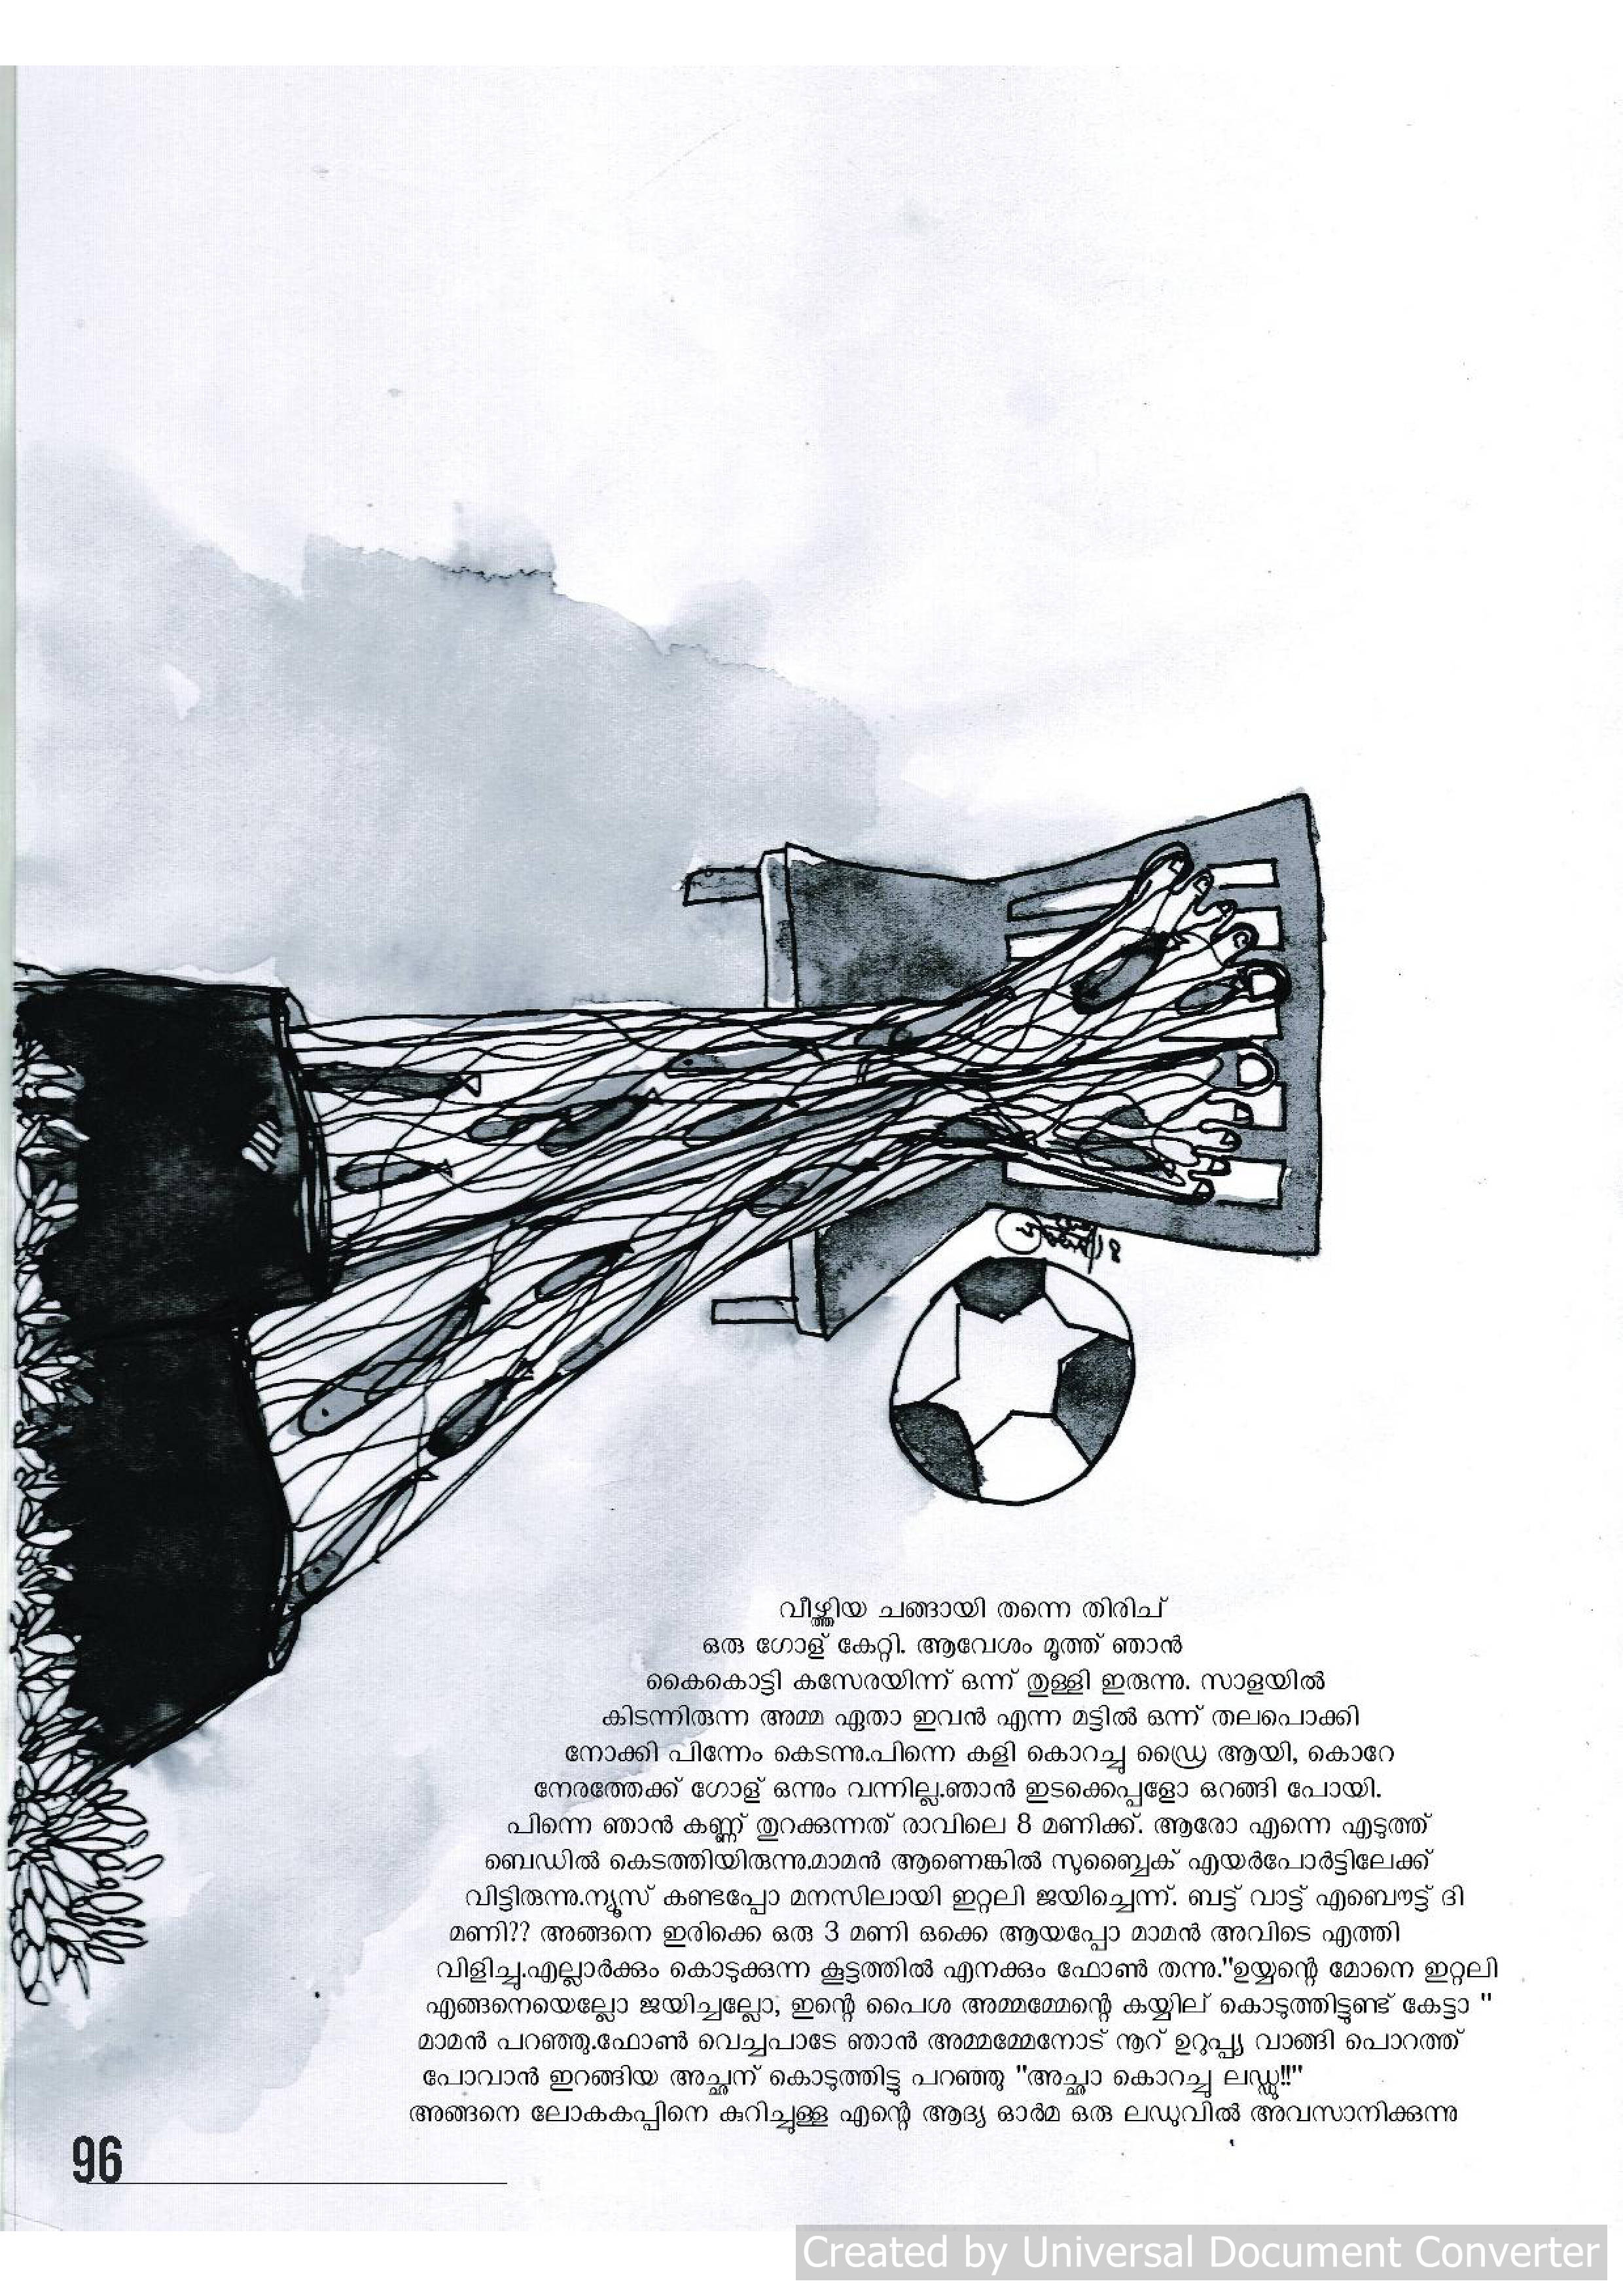 വീഴ്ത്തിയ ചങ്ങായി തന്നെ തിരിച്
ഒരു ഗോള് കേറ്റി. ആവേശം മൂത്ത് ഞാൻ
കൈകൊട്ടി കസേരയിന്ന് ഒന്ന് തുള്ളി ഇരുന്നു. സാളയിൽ
കിടന്നിരുന്ന അമ്മ ഏതാ ഇവൻ എന്ന മട്ടിൽ ഒന്ന് തലപൊക്കി
നോക്കി പിന്നേം കെടന്നു.പിന്നെ കളി കൊറച്ചു ഡ്രൈ ആയി, കൊറേ
നേരത്തേക്ക് ഗോള് ഒന്നും വന്നില്ല.ഞാൻ ഇടക്കെപ്പളോ ഒറങ്ങി പോയി.
പിന്നെ ഞാൻ കണ്ണ് തുറക്കുന്നത് രാവിലെ 8 മണിക്ക്. ആരോ എന്നെ എടുത്ത്
ബെഡിൽ കെടത്തിയിരുന്നു.മാമൻ ആണെങ്കിൽ സുബ്ബൈക് എയർപോർട്ടിലേക്ക്
വിട്ടിരുന്നു.ന്യൂസ് കണ്ടപ്പോ മനസിലായി ഇറ്റലി ജയിച്ചെന്ന്. ബട്ട് വാട്ട് എബൌട്ട് ദി
മണി?? അങ്ങനെ ഇരിക്കെ ഒരു 3 മണി ഒക്കെ ആയപ്പോ മാമൻ അവിടെ എത്തി
വിളിച്ചു.എല്ലാർക്കും കൊടുക്കുന്ന കൂട്ടത്തിൽ എനക്കും ഫോൺ തന്നു."ഉയ്യന്റെ മോനെ ഇറ്റലി
എങ്ങനെയെല്ലോ ജയിച്ചല്ലോ, ഇന്റെ പൈശ അമ്മമ്മേന്റെ കയ്യില് കൊടുത്തിട്ടുണ്ട് കേട്ടാ "
മാമൻ പറഞ്ഞു.ഫോൺ വെച്ചപാടേ ഞാൻ അമ്മമ്മേനോട് നൂറ് ഉറുപ്പ്യ വാങ്ങി പൊറത്ത്
പോവാൻ ഇറങ്ങിയ അച്ഛന് കൊടുത്തിട്ടു പറഞ്ഞു "അച്ഛാ കൊറച്ചു ലഡ്ഡു!!"
അങ്ങനെ ലോകകപ്പിനെ കുറിച്ചുള്ള എന്റെ ആദ്യ ഓർമ ഒരു ലഡുവിൽ അവസാനിക്കുന്നു
96
Created by Universal Document Converter